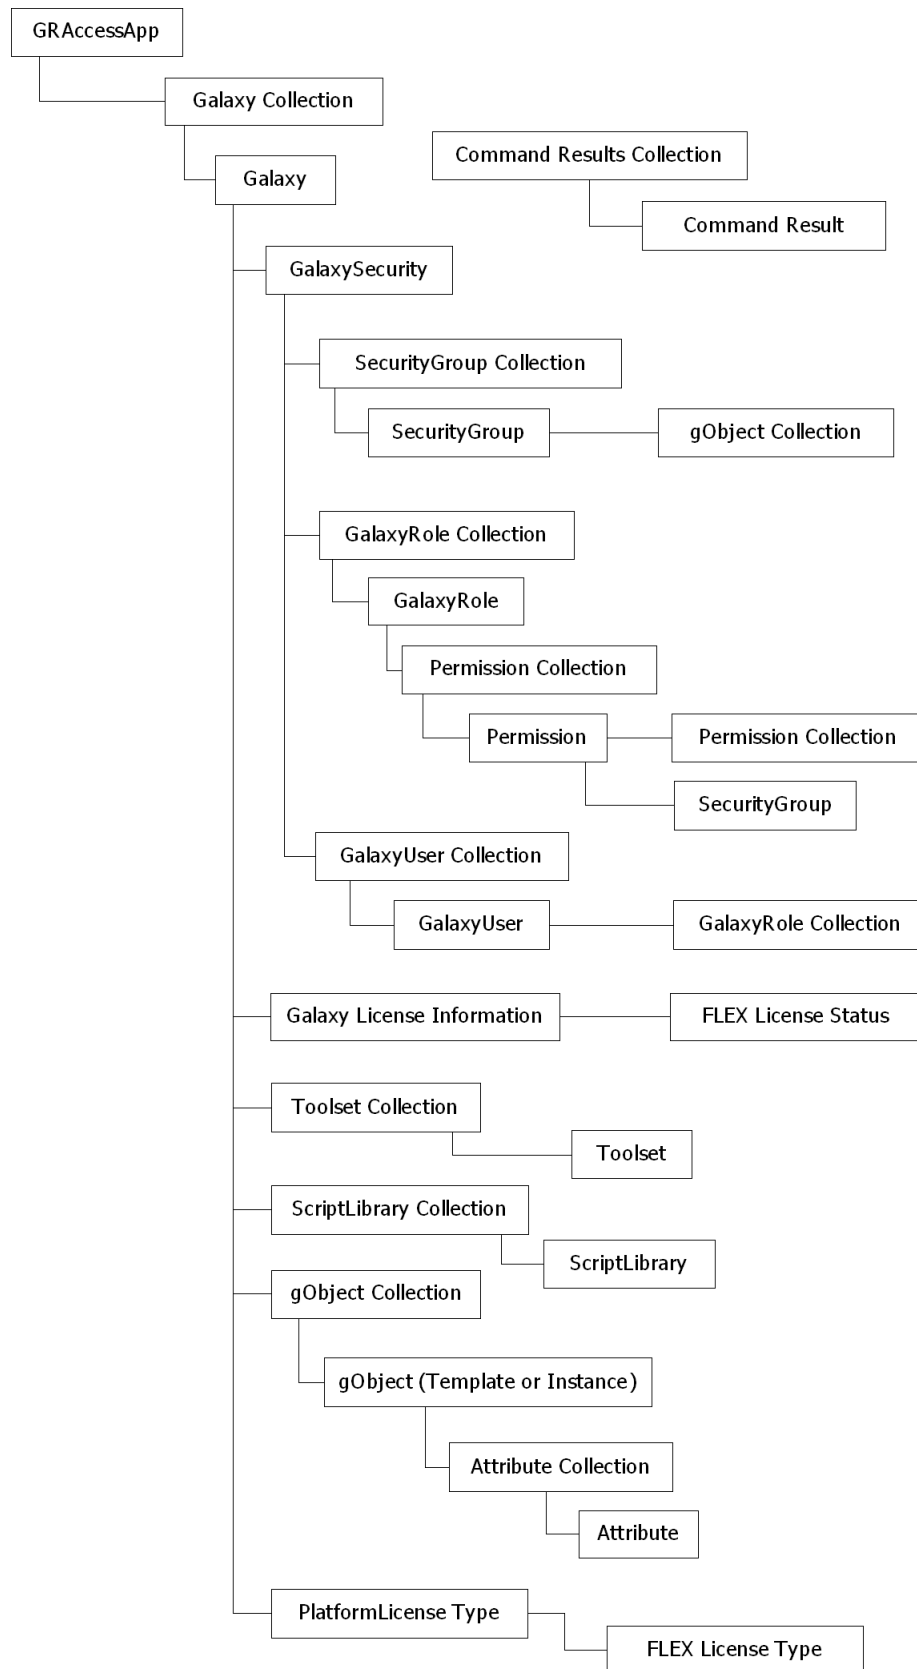 GRAccessApp
Galaxy Collection
Command Results Collection
Galaxy
Command Result
GalaxySecurity
SecurityGroup Collection
SecurityGroup
gObject Collection
GalaxyRole Collection
GalaxyRole
Permission Collection
Permission
Permission Collection
SecurityGroup
GalaxyUser Collection
GalaxyUser
GalaxyRole Collection
Galaxy License Information
FLEX License Status
Toolset Collection
Toolset
ScriptLibrary Collection
ScriptLibrary
gObject Collection
gObject (Template or Instance)
Attribute Collection
Attribute
PlatformLicense Type
FLEX License Type